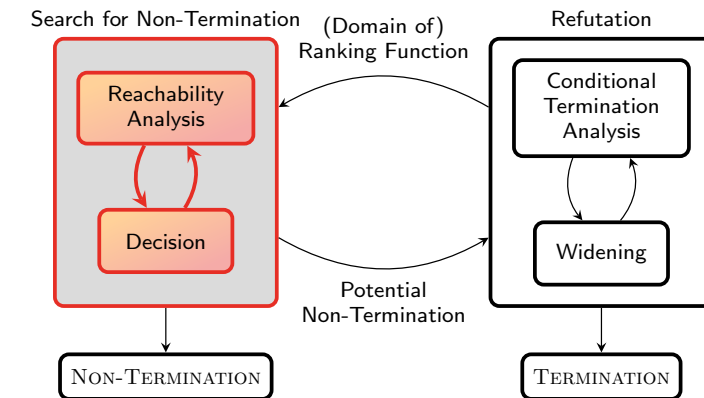 Search for Non-Termination
(Domain of)
Ranking Function
Refutation
Reachability
Analysis
Conditional
Termination
Analysis
Decision
Widening
Potential
Non-Termination
Non-Termination
Termination